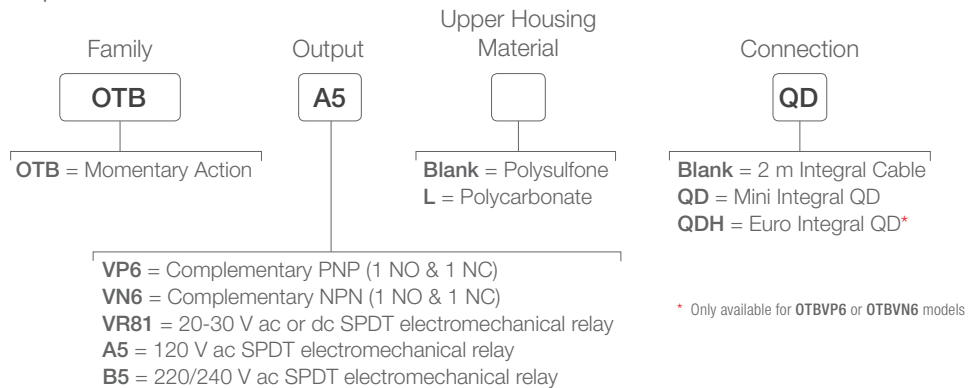 Family
Output
Upper Housing
Material
Connection
OTB
A5
QD
OTB = Momentary Action
Blank = Polysulfone
L = Polycarbonate
Blank = 2 m Integral Cable
QD = Mini Integral QD
QDH = Euro Integral QD*
VP6 = Complementary PNP (1 NO & 1 NC)
VN6 = Complementary NPN (1 NO & 1 NC)
VR81 = 20-30 V ac or dc SPDT electromechanical relay
A5 = 120 V ac SPDT electromechanical relay
B5 = 220/240 V ac SPDT electromechanical relay
* Only available for OTBVP6 or OTBVN6 models